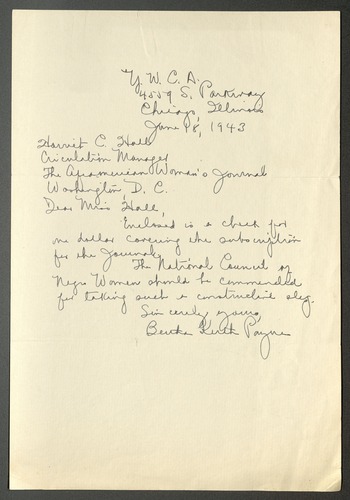 Y. W. C. A.
4559 S. Parkway
Chicago, Illinois
June 18, 1943
Harriet C. Hall
Circulation Manager
The Aframerican Woman's Journal
Washington D. C.
Dear Miss Hall,
Enclosed is a check for
one dollar covering the subscription
for the Journal.
The National Council of
Negro Women should be commended
for taking such a constructive step.
Sincerely yours,
Bertha Payne